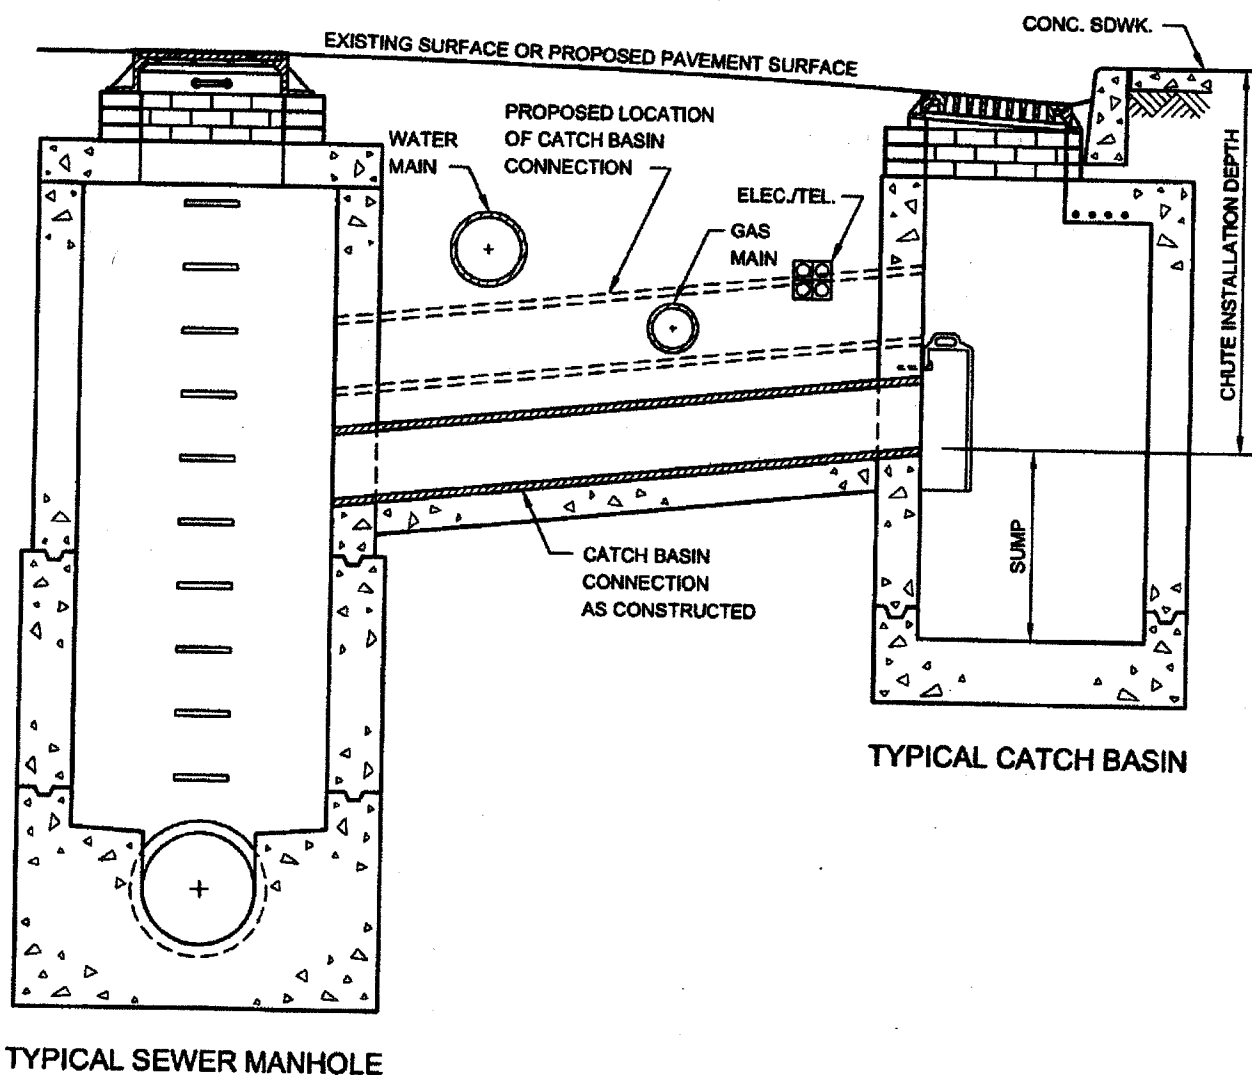 CONC. SDWK.
EXISTING SURFACE OR PROPOSED PAVEMENT SURFACE
PROPOSED LOCATION
OF CATCH BASIN
CONNECTION
WATER
MAIN
ELEC./TEL.
GAS
MAIN
CHUTE INSTALLATION DEPTH
SUMP
CATCH BASIN
CONNECTION
AS CONSTRUCTED
TYPICAL CATCH BASIN
TYPICAL SEWER MANHOLE